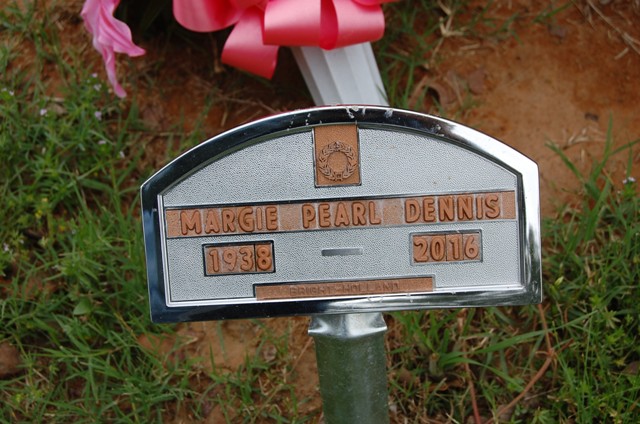 MARGIE PEARL DENNIS
1938 — 2016
BRIGHT-HOLLAND